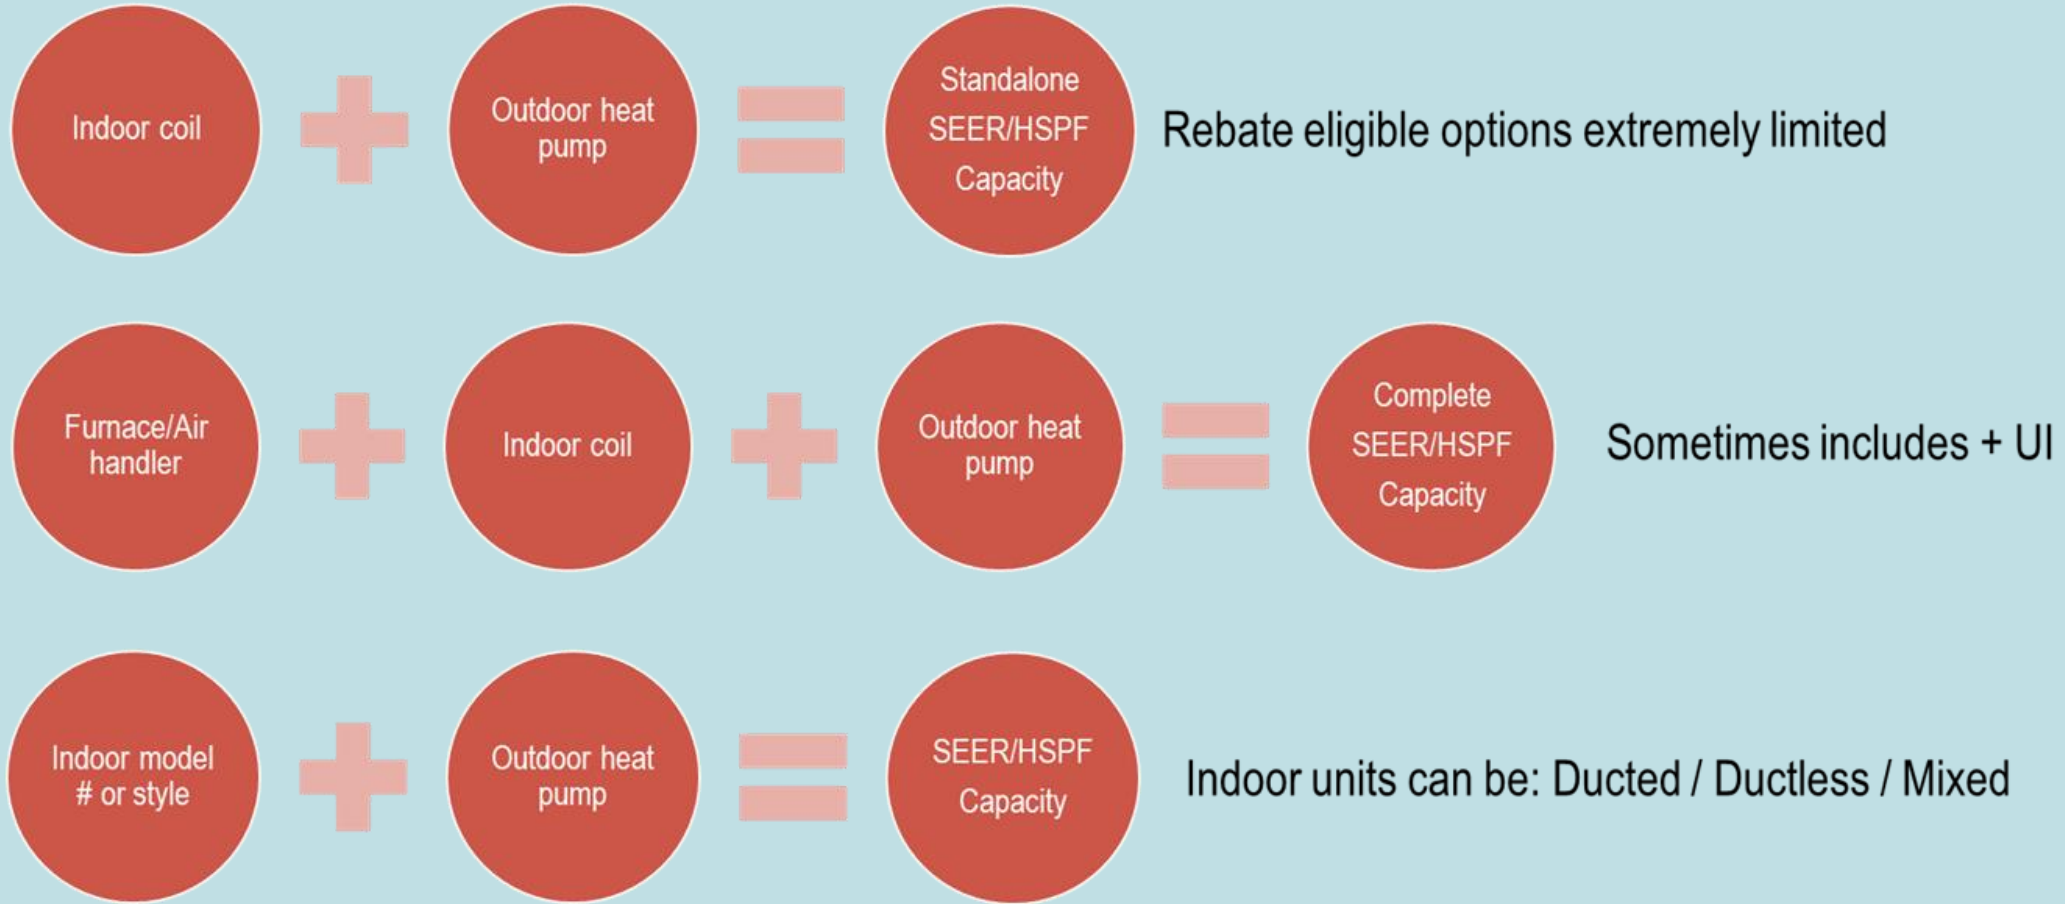 Indoor coil
Outdoor heat
pump
Standalone
SEER/HSPF
Capacity
Rebate eligible options extremely limited
Furnace/Air
handler
Indoor coil
Outdoor heat
pump
Complete
SEER/HSPF
Capacity
Sometimes includes + UI
Indoor model
# or style
Outdoor heat
pump
SEER/HSPF
Capacity
Indoor units can be: Ducted / Ductless / Mixed